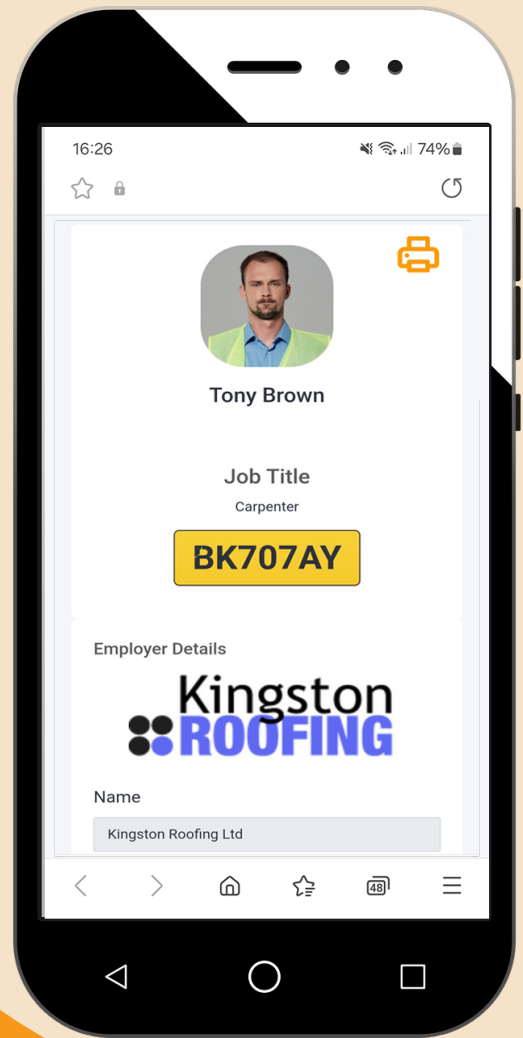 16:26
74%
Tony Brown
Job Title
Carpenter
BK707AY
Employer Details
Kingston
ROOFING
Name
Kingston Roofing Ltd
48